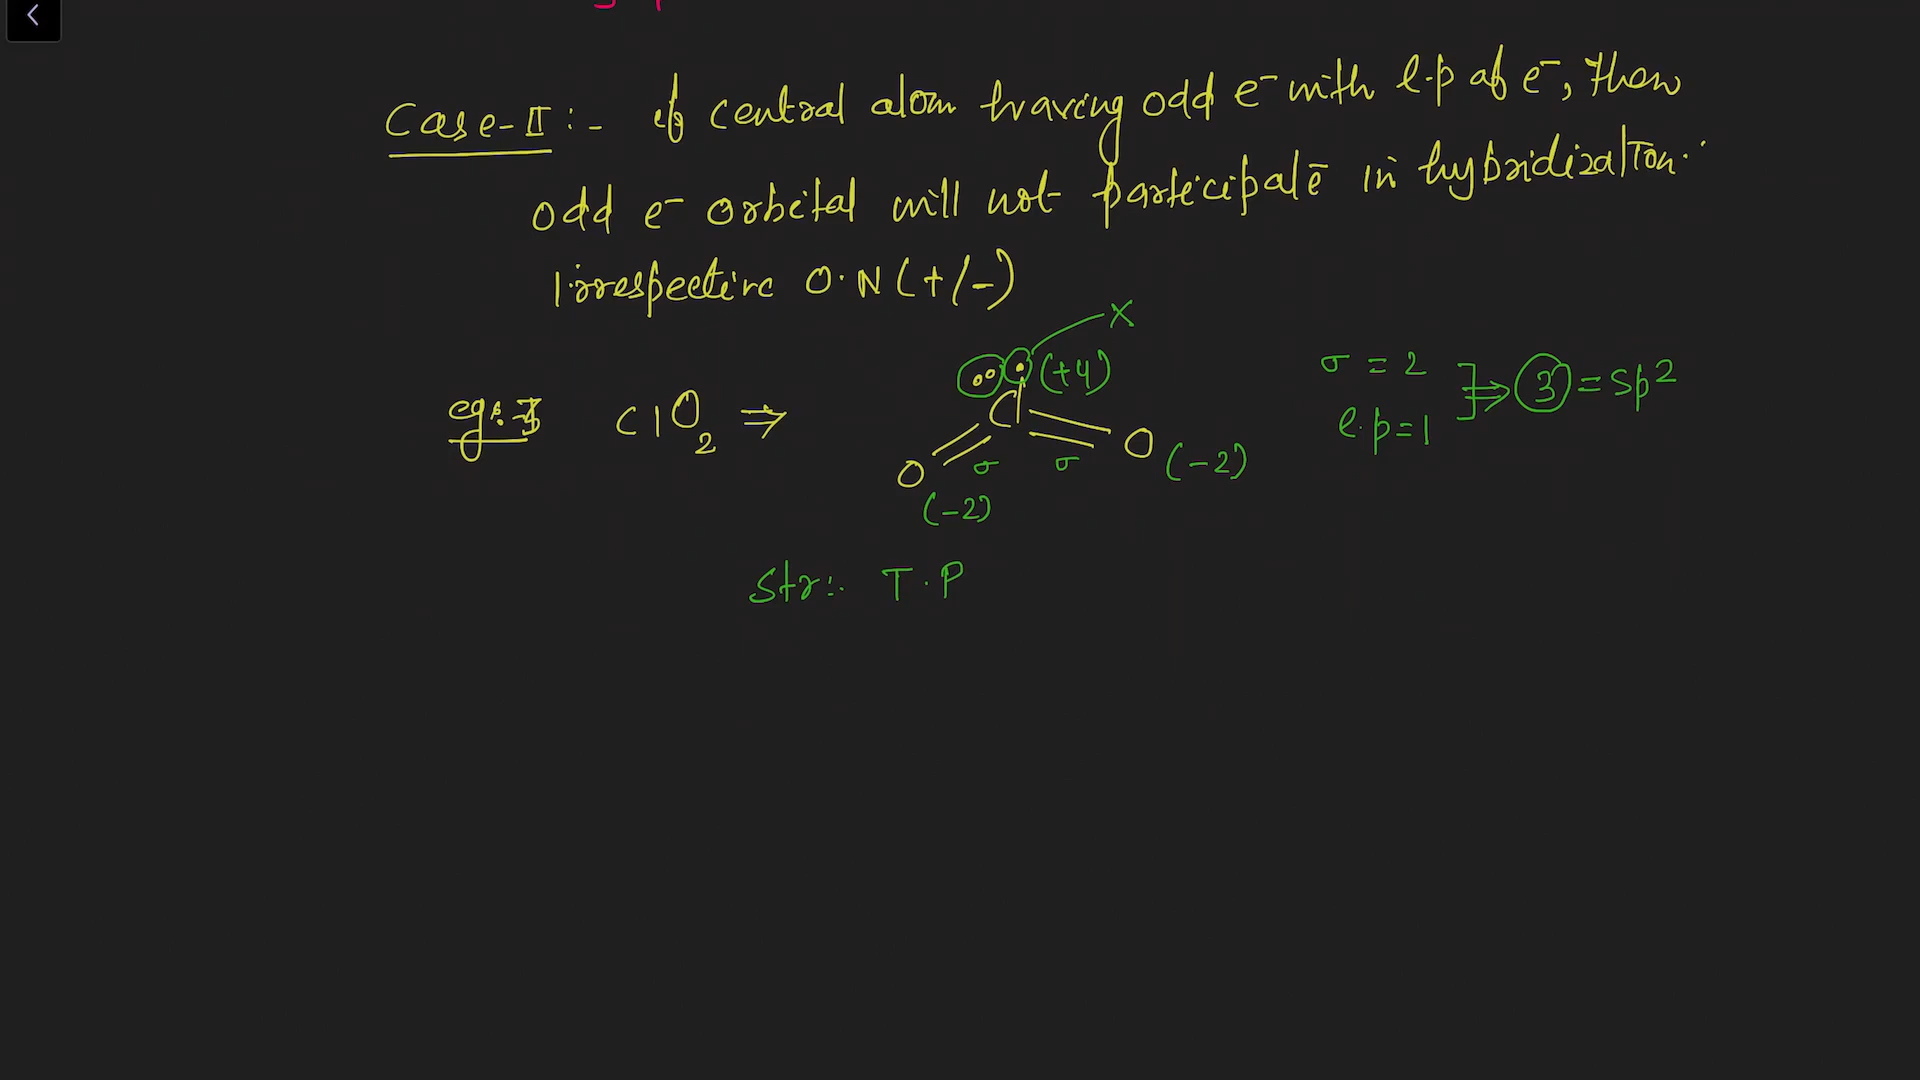 Case-II :- if central atom having odd e⁻ with l.p of e⁻, then
odd e⁻ orbital will not participate in hybridization.
Irrespective O.N (+/-)
eg:- ClO₂ ⇒
x
(+4)
Cl
O O
σ σ
(-2) (-2)
σ = 2
l.p = 1
⇒ 3 = sp²
Str:- T.P